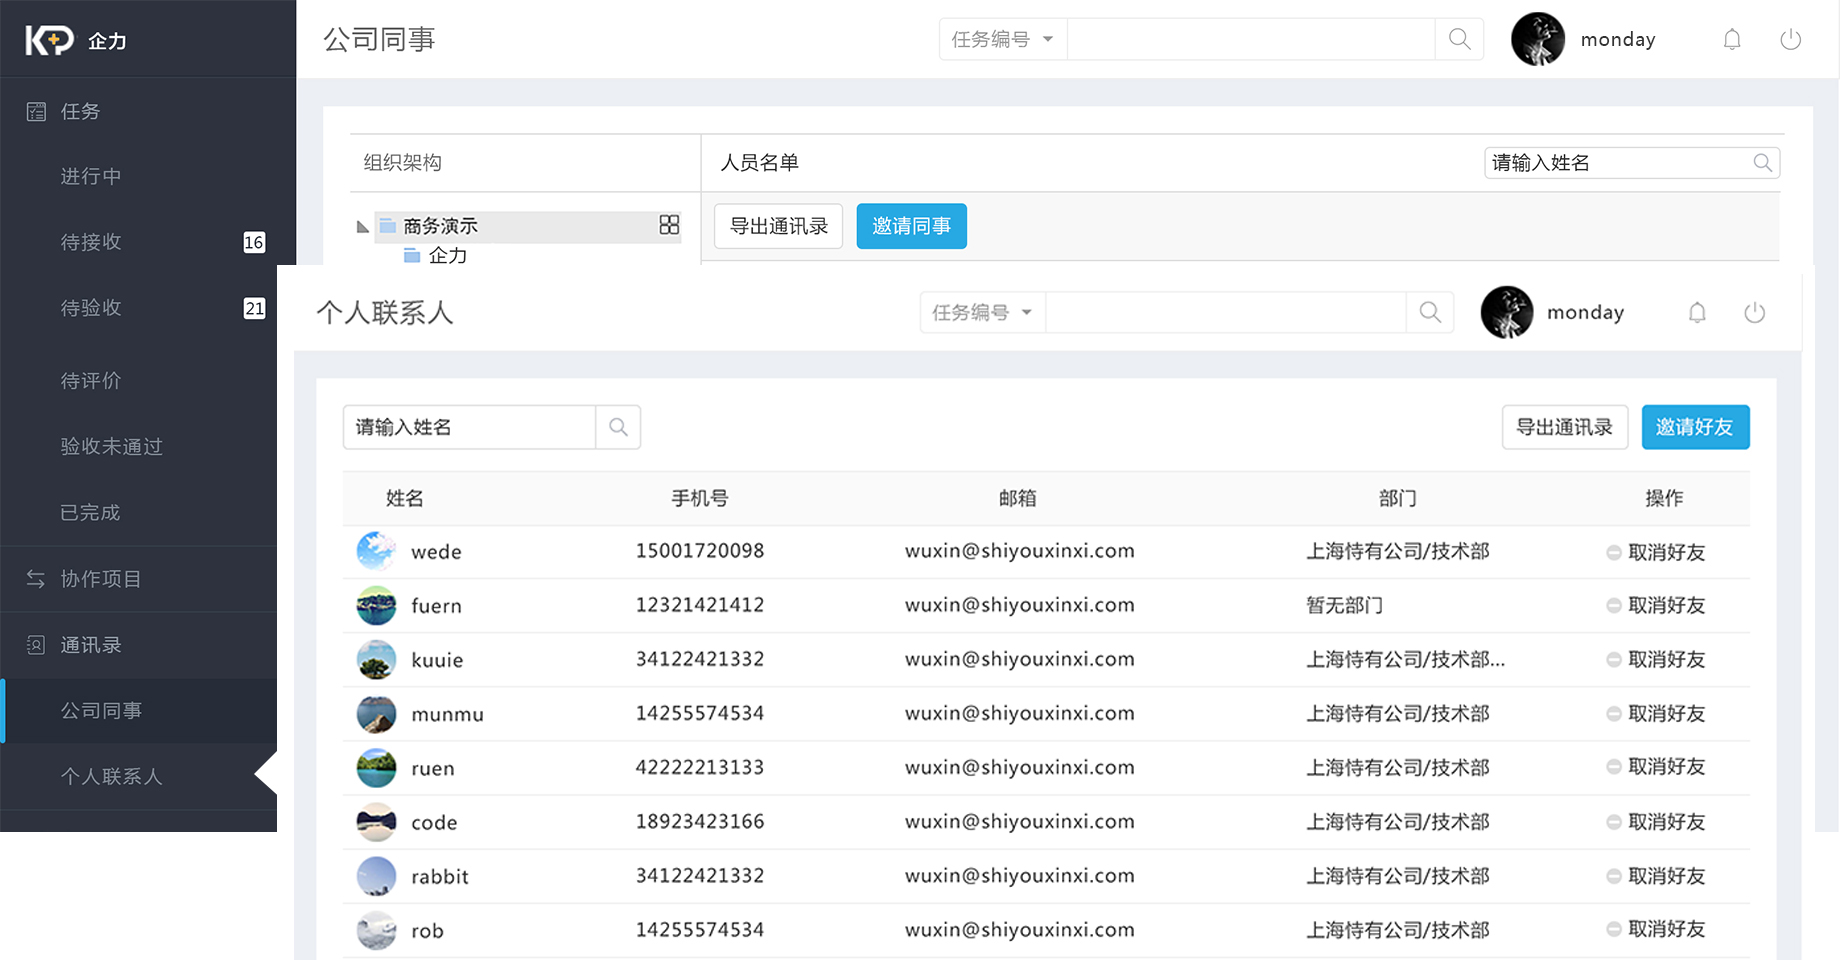 KP 企力
任务
进行中
待接收 16
待验收 21
待评价
验收未通过
已完成
协作项目
通讯录
公司同事
个人联系人
公司同事 任务编号 monday
组织架构 人员名单 请输入姓名
商务演示 导出通讯录 邀请同事
企力
个人联系人 任务编号 monday
请输入姓名 导出通讯录 邀请好友
姓名 手机号 邮箱 部门 操作
wede 15001720098 wuxin@shiyouxinxi.com 上海恃有公司/技术部 取消好友
fuern 12321421412 wuxin@shiyouxinxi.com 暂无部门 取消好友
kuuie 34122421332 wuxin@shiyouxinxi.com 上海恃有公司/技术部... 取消好友
munmu 14255574534 wuxin@shiyouxinxi.com 上海恃有公司/技术部 取消好友
ruen 42222213133 wuxin@shiyouxinxi.com 上海恃有公司/技术部 取消好友
code 18923423166 wuxin@shiyouxinxi.com 上海恃有公司/技术部 取消好友
rabbit 34122421332 wuxin@shiyouxinxi.com 上海恃有公司/技术部 取消好友
rob 14255574534 wuxin@shiyouxinxi.com 上海恃有公司/技术部 取消好友